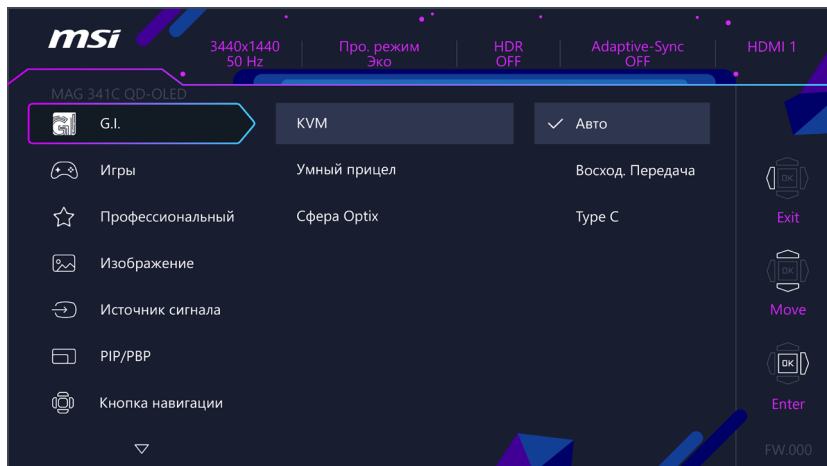 msi
3440x1440
50 Hz
Про. режим
Эко
HDR
OFF
Adaptive-Sync
OFF
HDMI 1
MAG 341C QD-OLED
G.I.
KVM
Авто
Игры
Умный прицел
Восход. Передача
Профессиональный
Сфера Optix
Type C
Изображение
Источник сигнала
PIP/PBP
Кнопка навигации
OK
Exit
OK
Move
OK
Enter
FW.000